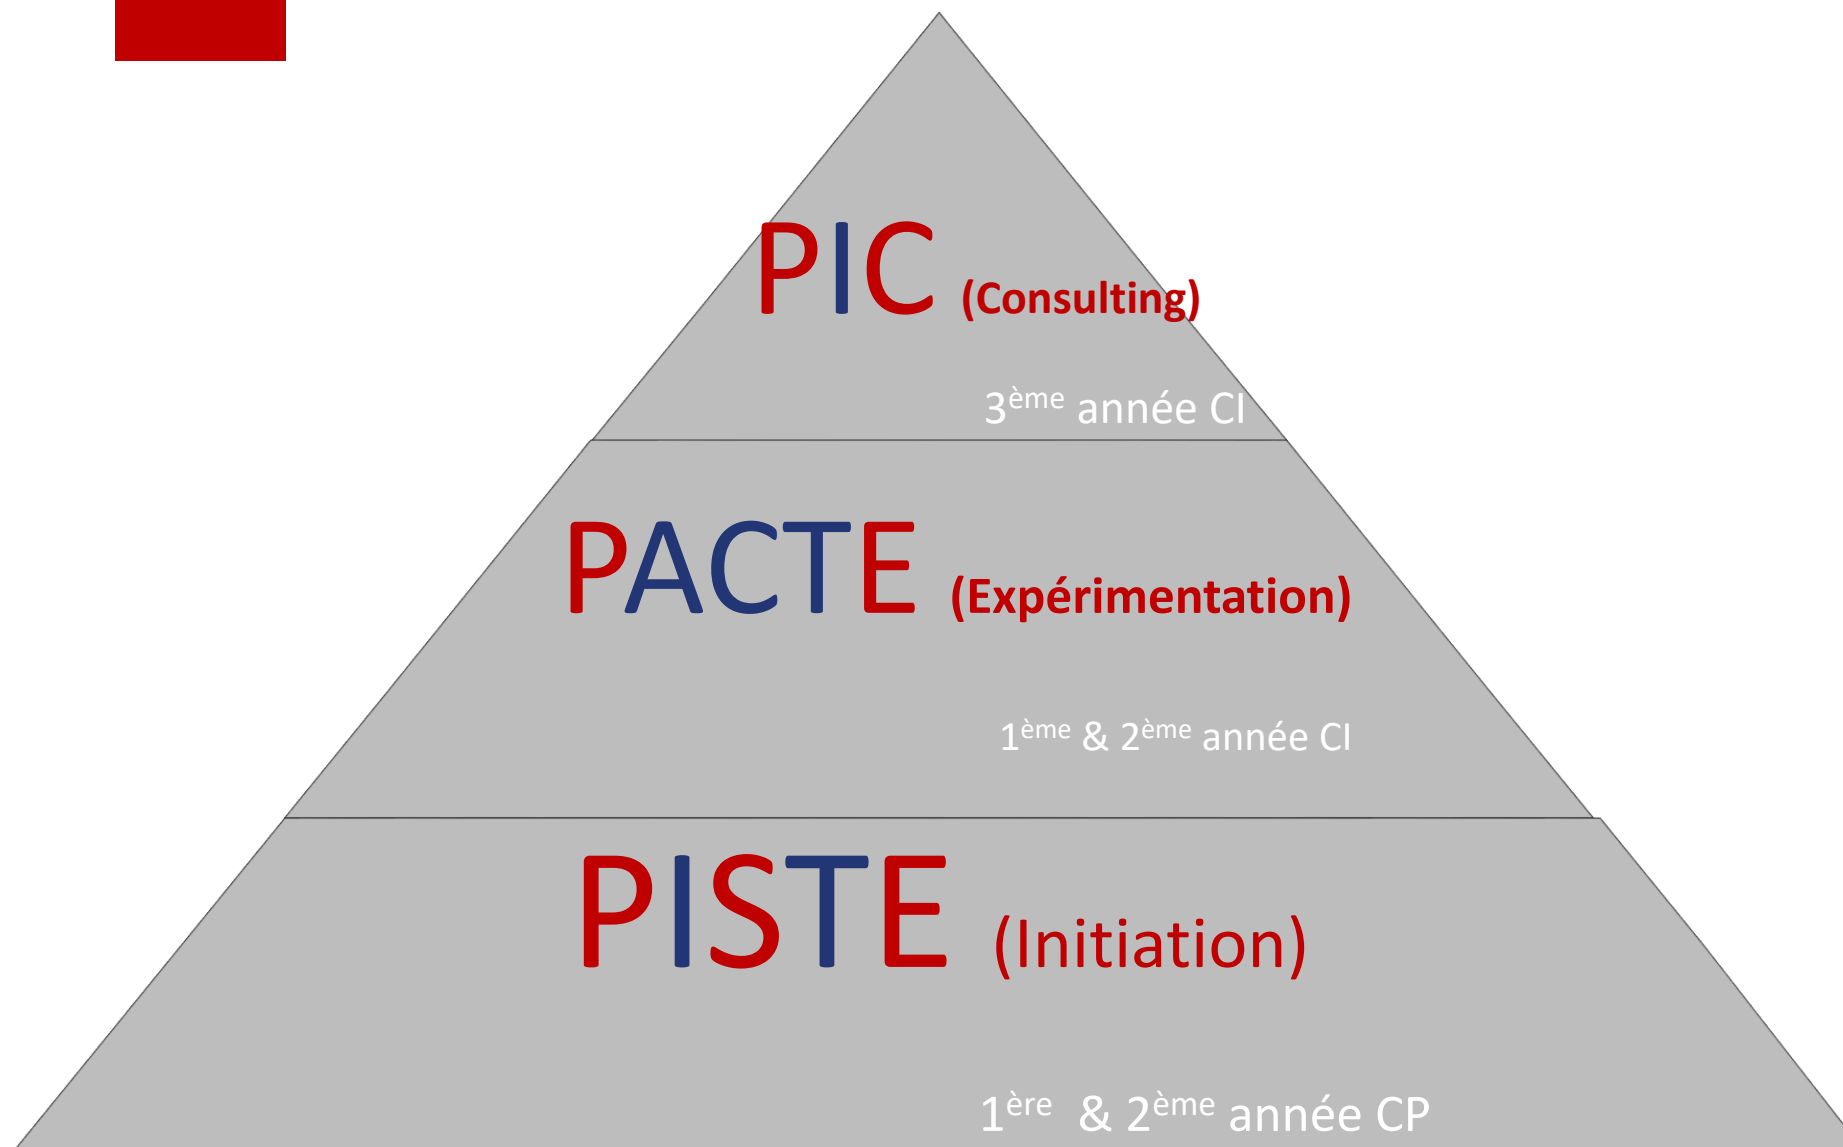 PIC (Consulting)
3ème année CI
PACTE (Expérimentation)
1ème & 2ème année CI
PISTE (Initiation)
1ère & 2ème année CP